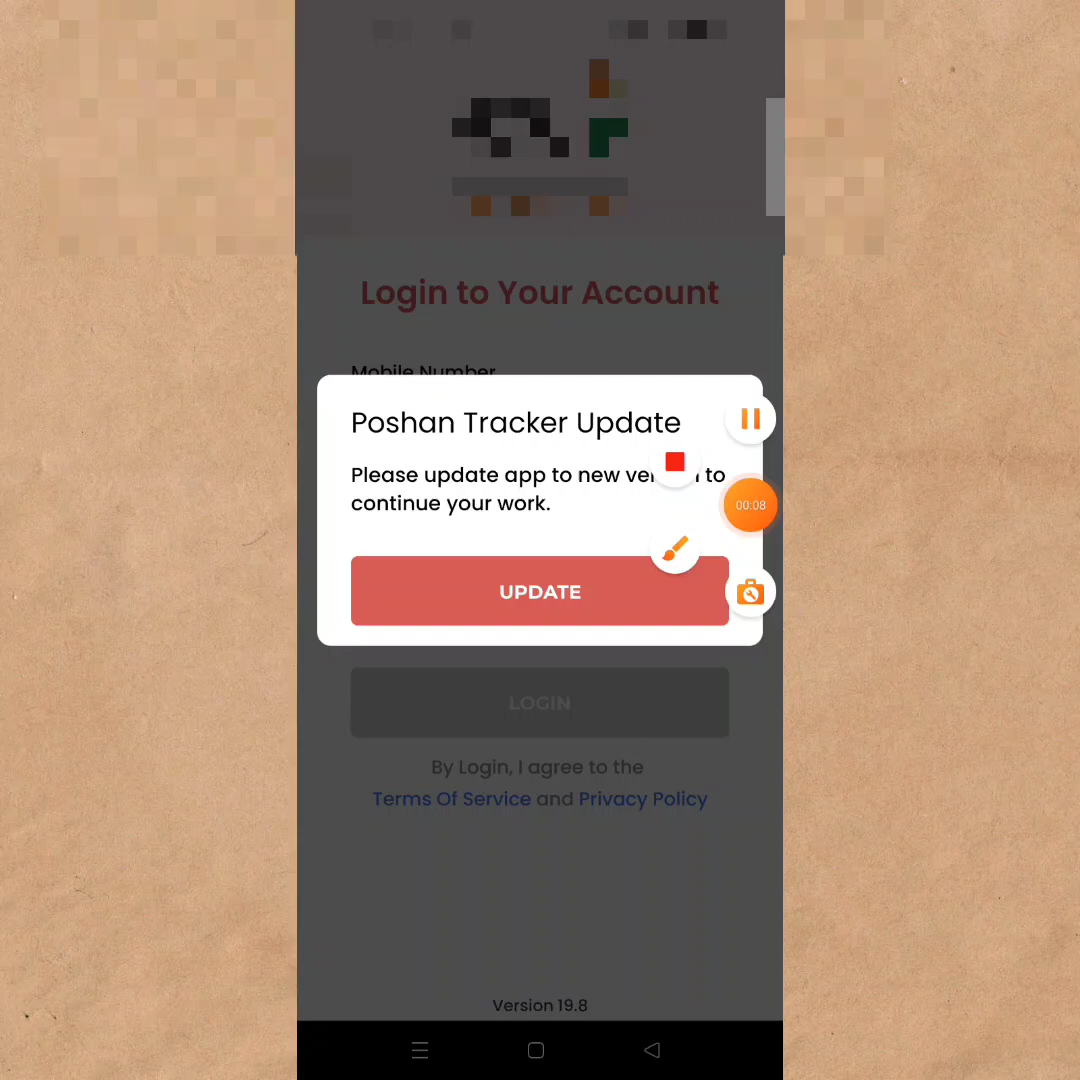 Login to Your Account
Mobile Number
Poshan Tracker Update
Please update app to new to
continue your work.
00:08
UPDATE
LOGIN
By Login, I agree to the
Terms Of Service and Privacy Policy
Version 19.8